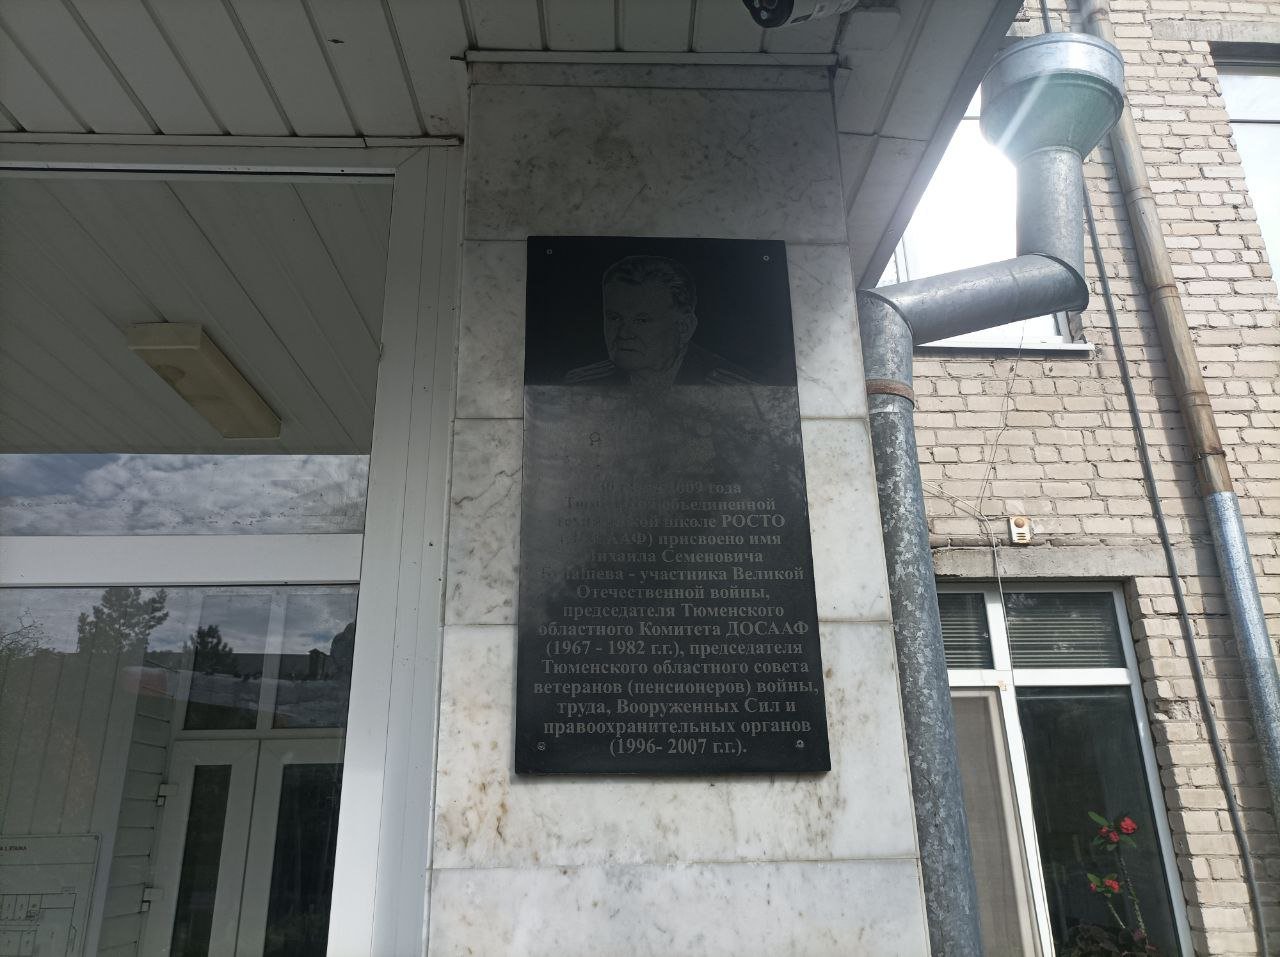 года
объединенной
школе РОСТО
присвоено имя
Михаила Семеновича
- участника Великой
Отечественной войны,
председателя Тюменского
областного Комитета ДОСААФ
(1967 - 1982 г.г.), председателя
Тюменского областного совета
ветеранов (пенсионеров) войны,
труда, Вооруженных Сил и
правоохранительных органов
(1996- 2007 г.г.).